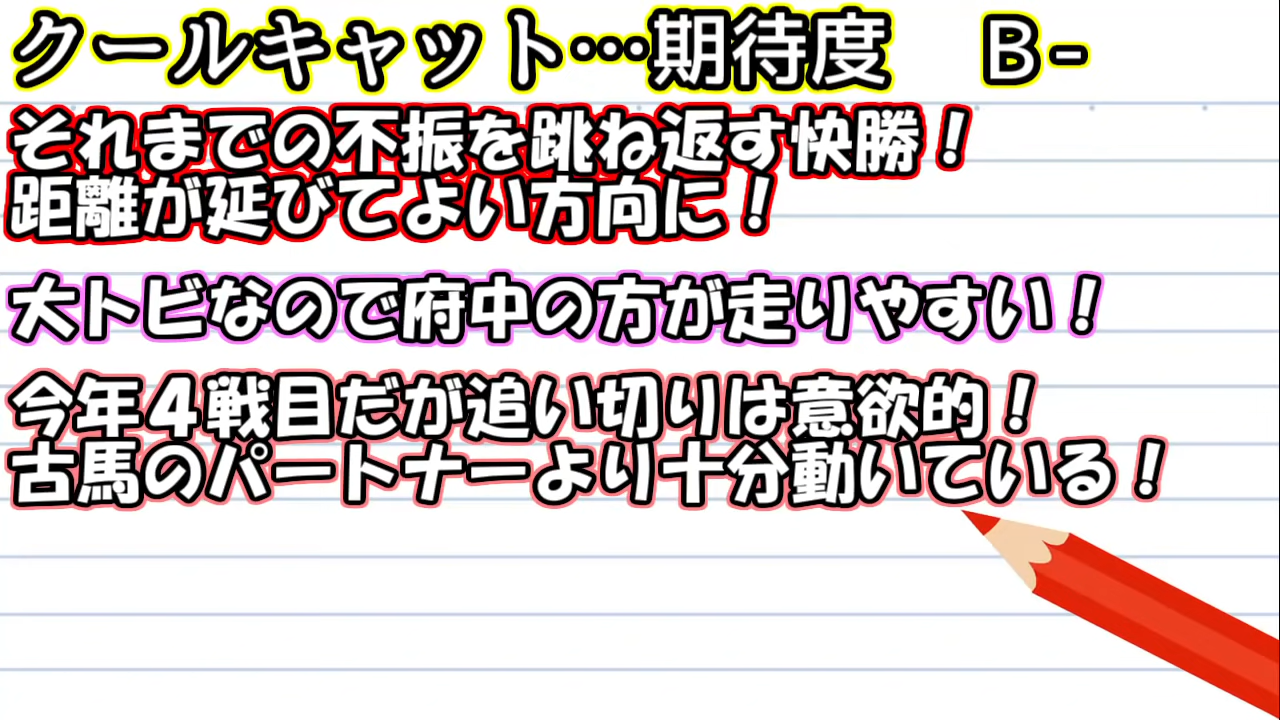 クールキャット…期待度　B-
それまでの不振を跳ね返す快勝！
距離が延びてよい方向に！
大トビなので府中の方が走りやすい！
今年４戦目だが追い切りは意欲的！
古馬のパートナーより十分動いている！